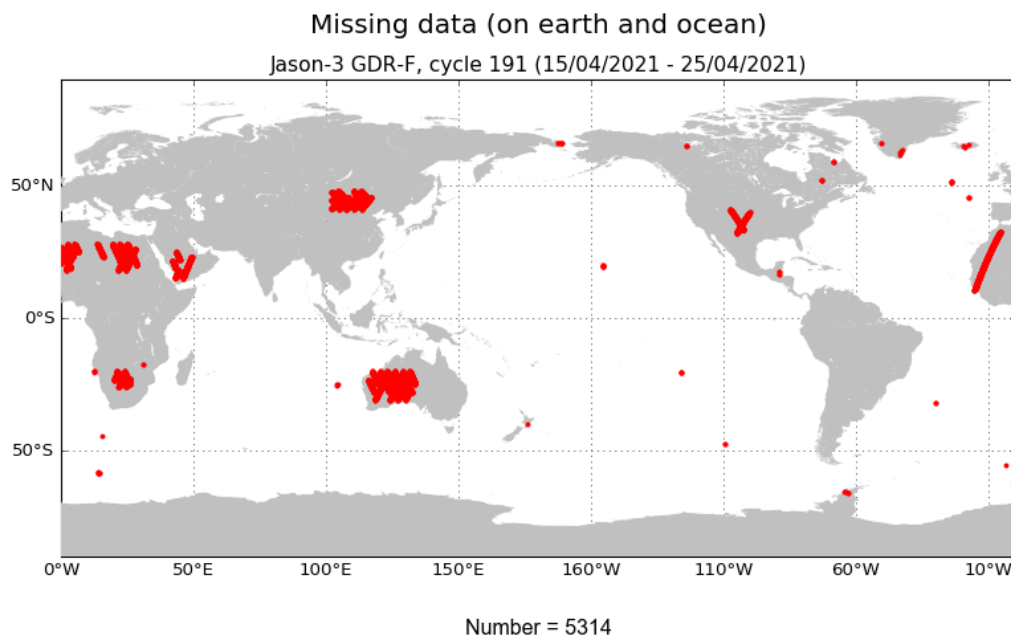 Missing data (on earth and ocean)
Jason-3 GDR-F, cycle 191 (15/04/2021 - 25/04/2021)
50°N
0°S
50°S
0°W 50°E 100°E 150°E 160°W 110°W 60°W 10°W
Number = 5314